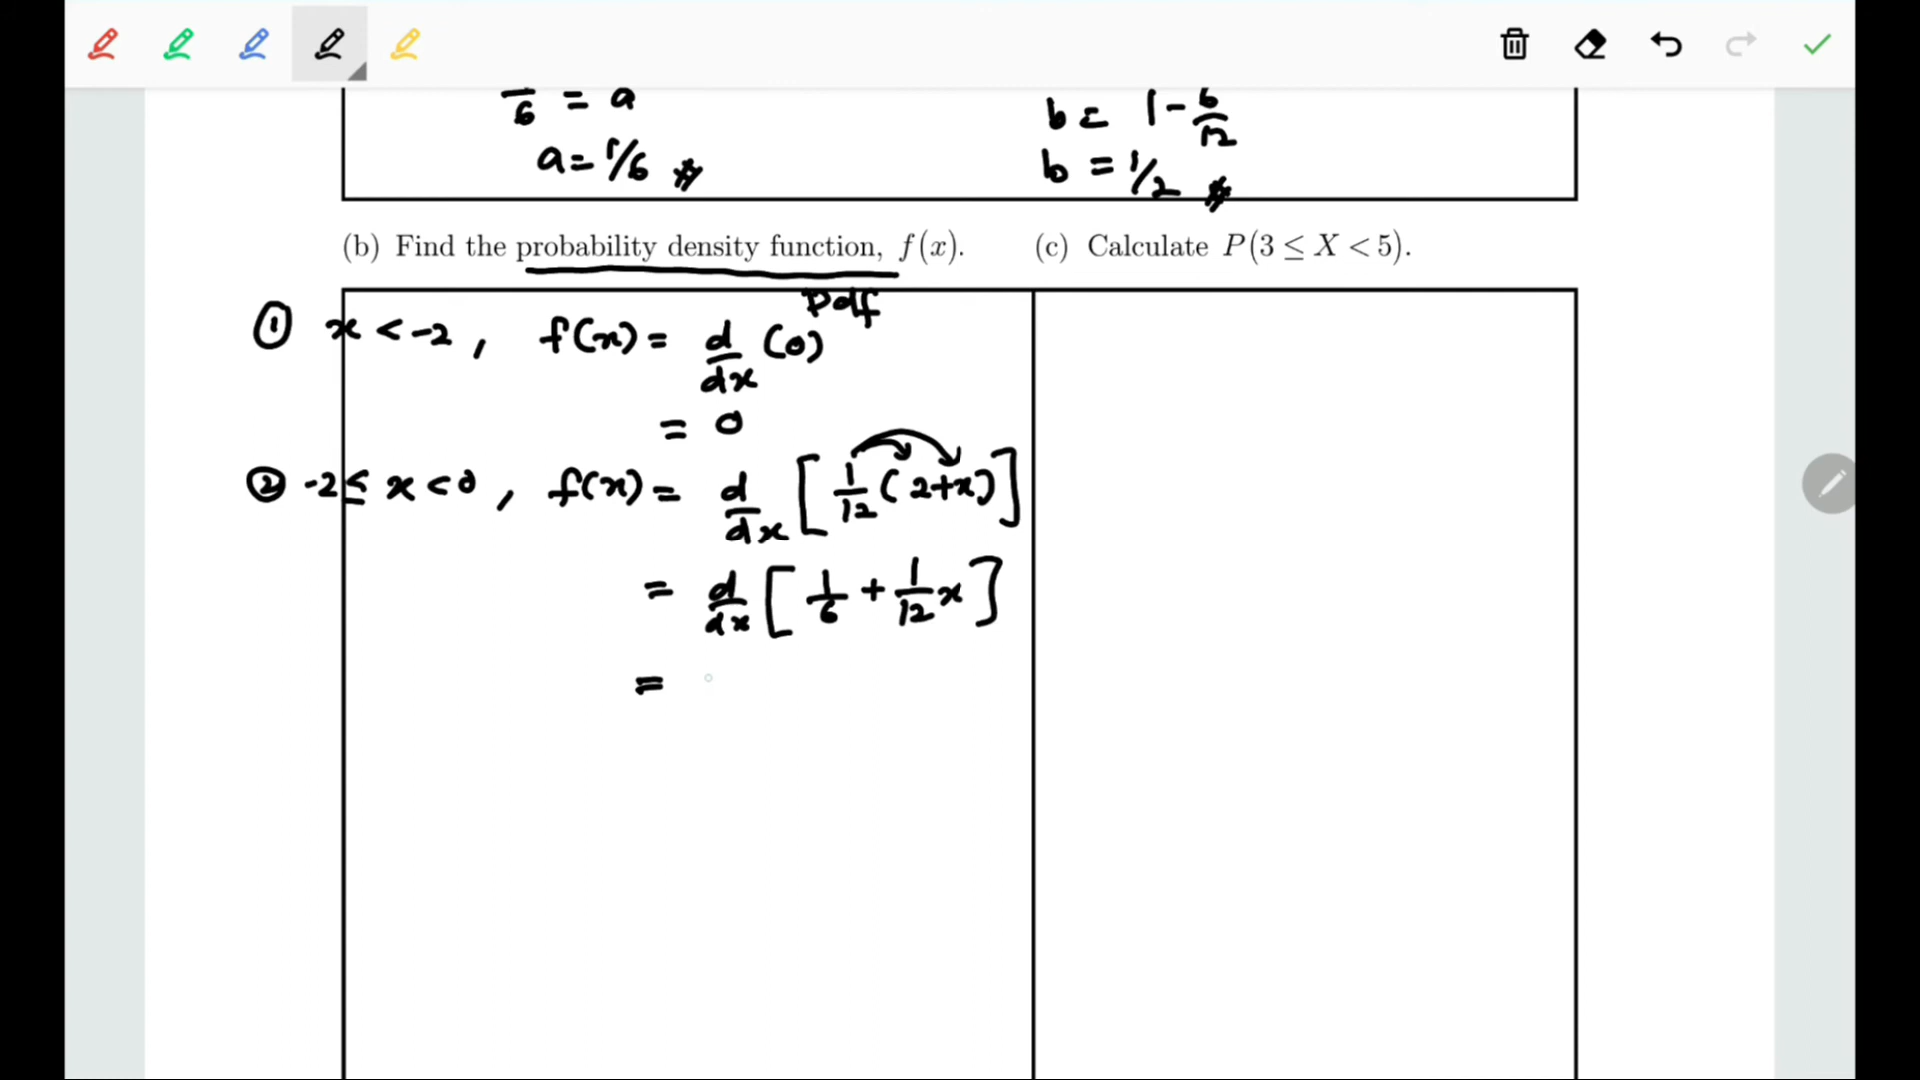 /6 = a
b = 1 - 6/12
a = 1/6 #
b = 1/2 #
(b) Find the probability density function, f(x).
(c) Calculate P(3 ≤ X < 5).
Pdf
① x < -2 , f(x) = d/dx (0)
= 0
② -2 ≤ x < 0 , f(x) = d/dx [ 1/12 ( 2+x) ]
= d/dx [ 1/6 + 1/12 x ]
=